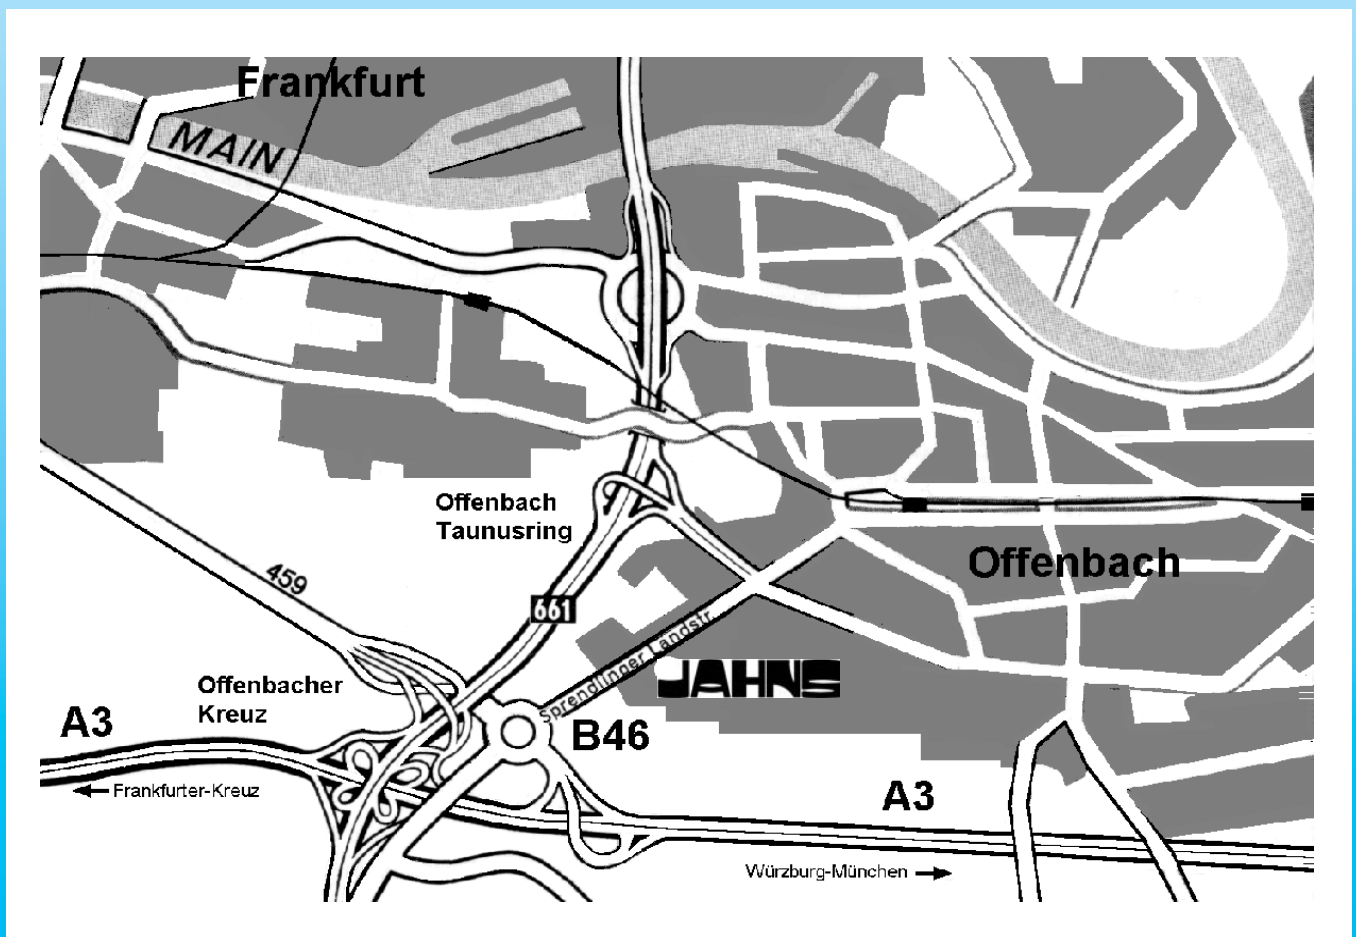 Frankfurt
MAIN
Offenbach
Taunusring
459
661
Offenbach
Sprendlinger Landstr.
JAHNS
Offenbacher
Kreuz
A3
B46
Frankfurter-Kreuz
A3
Würzburg-München